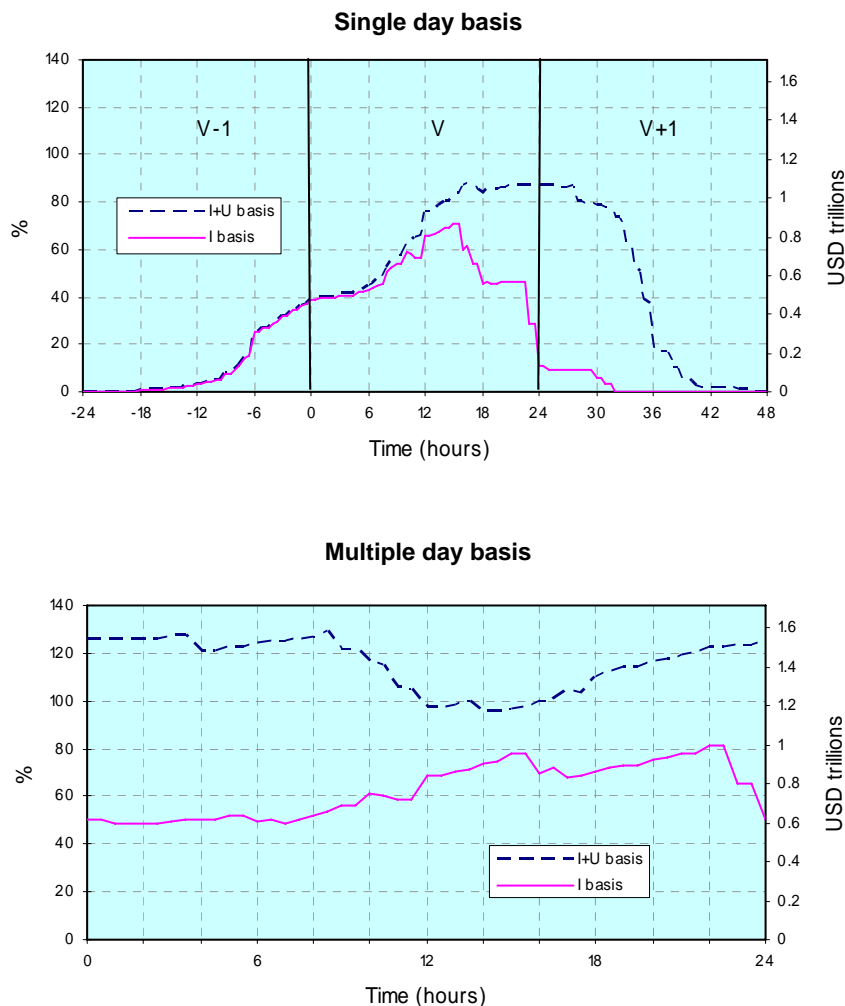 Single day basis
140
120
100
80
60
40
20
0
%
1.6
1.4
1.2
1
0.8
0.6
0.4
0.2
0
USD trillions
V-1
V
V+1
I+U basis
I basis
-24 -18 -12 -6 0 6 12 18 24 30 36 42 48
Time (hours)
Multiple day basis
140
120
100
80
60
40
20
0
%
1.6
1.4
1.2
1
0.8
0.6
0.4
0.2
0
USD trillions
I+U basis
I basis
0 6 12 18 24
Time (hours)